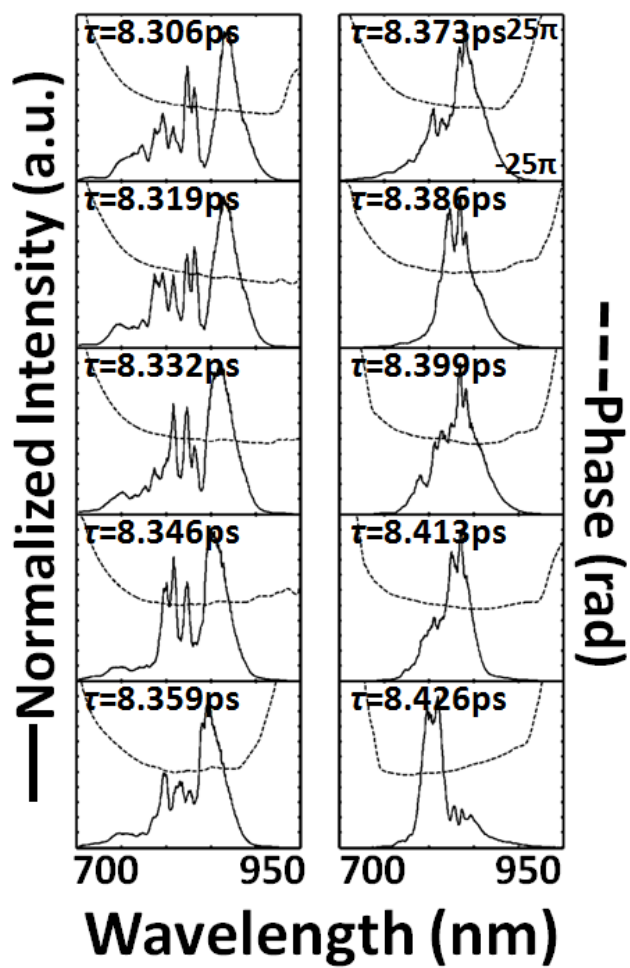 Normalized Intensity (a.u.)
τ=8.306ps
τ=8.319ps
τ=8.332ps
τ=8.346ps
τ=8.359ps
700 950
τ=8.373ps 25π
-25π
τ=8.386ps
τ=8.399ps
τ=8.413ps
τ=8.426ps
700 950
Phase (rad)
Wavelength (nm)